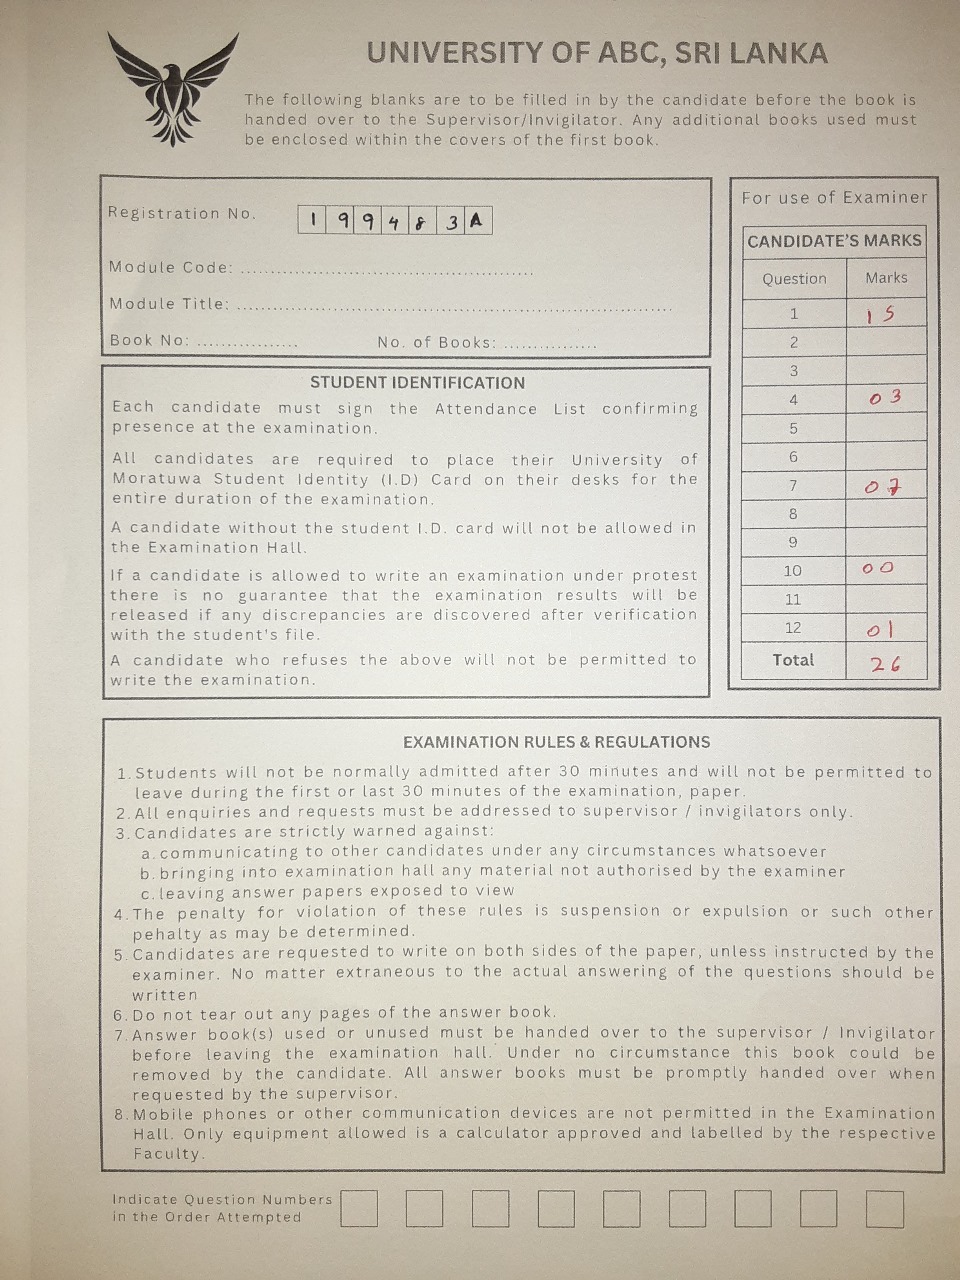 UNIVERSITY OF ABC, SRI LANKA
The following blanks are to be filled in by the candidate before the book is
handed over to the Supervisor/Invigilator. Any additional books used must
be enclosed within the covers of the first book.
Registration No. 1 9 9 4 8 3 A
Module Code: ..............................................
Module Title: ....................................................................
Book No: ................ No. of Books: ...............
For use of Examiner
CANDIDATE'S MARKS
Question Marks
1 15
2
3
4 03
5
6
7 07
8
9
10 00
11
12 01
Total 26
STUDENT IDENTIFICATION
Each candidate must sign the Attendance List confirming
presence at the examination.
All candidates are required to place their University of
Moratuwa Student Identity (I.D) Card on their desks for the
entire duration of the examination.
A candidate without the student I.D. card will not be allowed in
the Examination Hall.
If a candidate is allowed to write an examination under protest
there is no guarantee that the examination results will be
released if any discrepancies are discovered after verification
with the student's file.
A candidate who refuses the above will not be permitted to
write the examination.
EXAMINATION RULES & REGULATIONS
1. Students will not be normally admitted after 30 minutes and will not be permitted to
leave during the first or last 30 minutes of the examination, paper.
2. All enquiries and requests must be addressed to supervisor / invigilators only.
3. Candidates are strictly warned against:
a. communicating to other candidates under any circumstances whatsoever
b. bringing into examination hall any material not authorised by the examiner
c. leaving answer papers exposed to view
4. The penalty for violation of these rules is suspension or expulsion or such other
pehalty as may be determined.
5. Candidates are requested to write on both sides of the paper, unless instructed by the
examiner. No matter extraneous to the actual answering of the questions should be
written
6. Do not tear out any pages of the answer book.
7. Answer book(s) used or unused must be handed over to the supervisor / Invigilator
before leaving the examination hall. Under no circumstance this book could be
removed by the candidate. All answer books must be promptly handed over when
requested by the supervisor.
8. Mobile phones or other communication devices are not permitted in the Examination
Hall. Only equipment allowed is a calculator approved and labelled by the respective
Faculty.
Indicate Question Numbers
in the Order Attempted